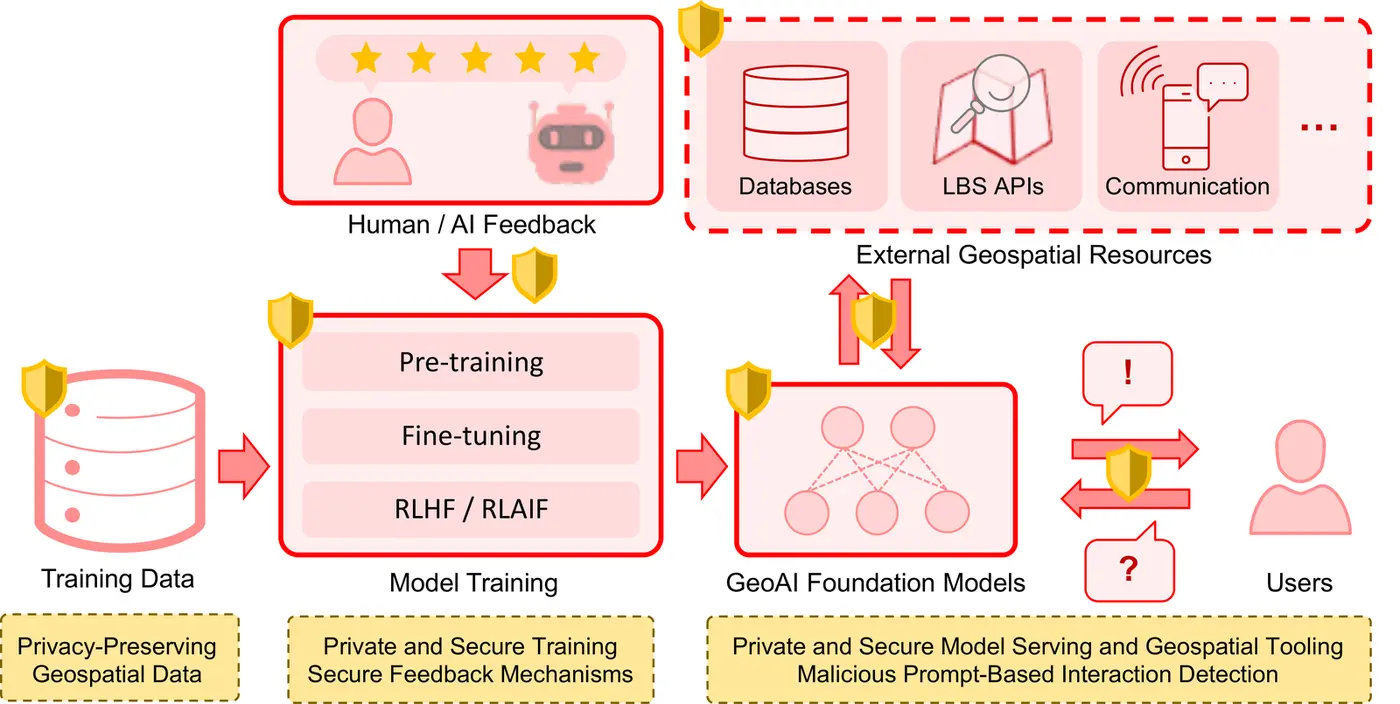 Human / AI Feedback
Databases
LBS APIs
Communication
...
External Geospatial Resources
Pre-training
Fine-tuning
RLHF / RLAIF
!
?
Training Data
Model Training
GeoAI Foundation Models
Users
Privacy-Preserving
Geospatial Data
Private and Secure Training
Secure Feedback Mechanisms
Private and Secure Model Serving and Geospatial Tooling
Malicious Prompt-Based Interaction Detection